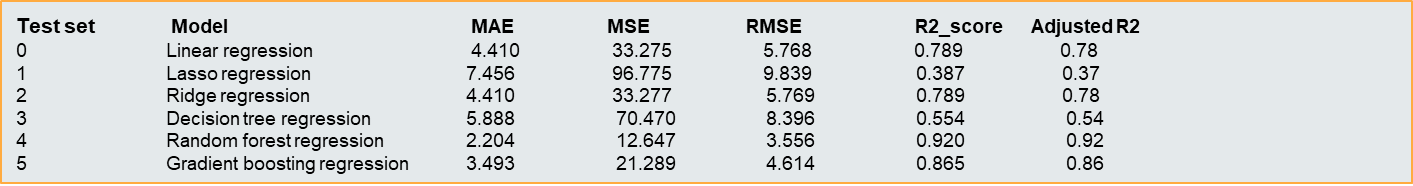 Test set Model MAE MSE RMSE R2_score Adjusted R2
0 Linear regression 4.410 33.275 5.768 0.789 0.78
1 Lasso regression 7.456 96.775 9.839 0.387 0.37
2 Ridge regression 4.410 33.277 5.769 0.789 0.78
3 Decision tree regression 5.888 70.470 8.396 0.554 0.54
4 Random forest regression 2.204 12.647 3.556 0.920 0.92
5 Gradient boosting regression 3.493 21.289 4.614 0.865 0.86